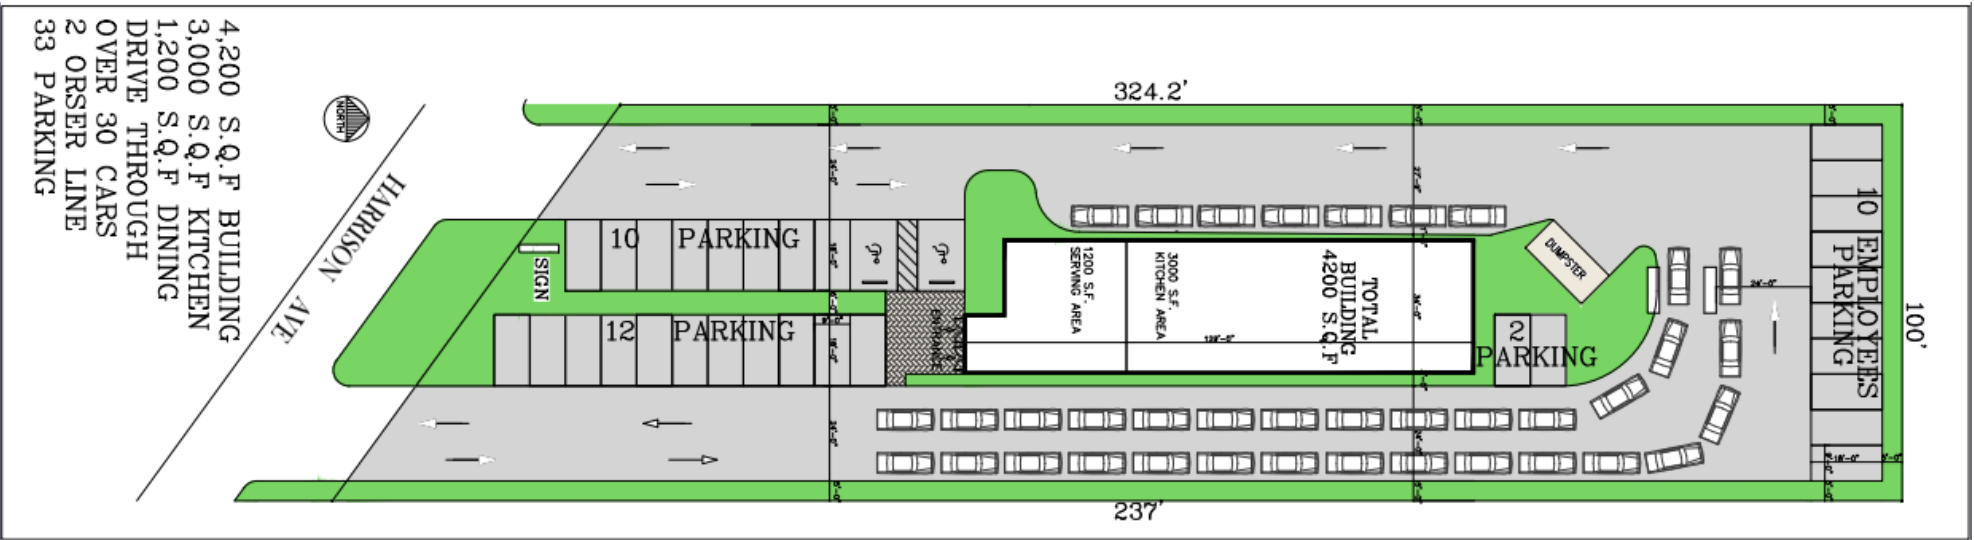 4,200 S.Q.F BUILDING
3,000 S.Q.F KITCHEN
1,200 S.Q.F DINING
DRIVE THROUGH
OVER 30 CARS
2 ORSER LINE
33 PARKING
NORTH
HARRISON AVE
324.2'
237'
100'
SIGN
10 PARKING
12 PARKING
ENTRANCE
1200 S.F.
SERVING AREA
3000 S.F.
KITCHEN AREA
TOTAL
BUILDING
4200 S.Q.F
DUMPSTER
2
PARKING
10 EMPLOYEES
PARKING
24'-0"